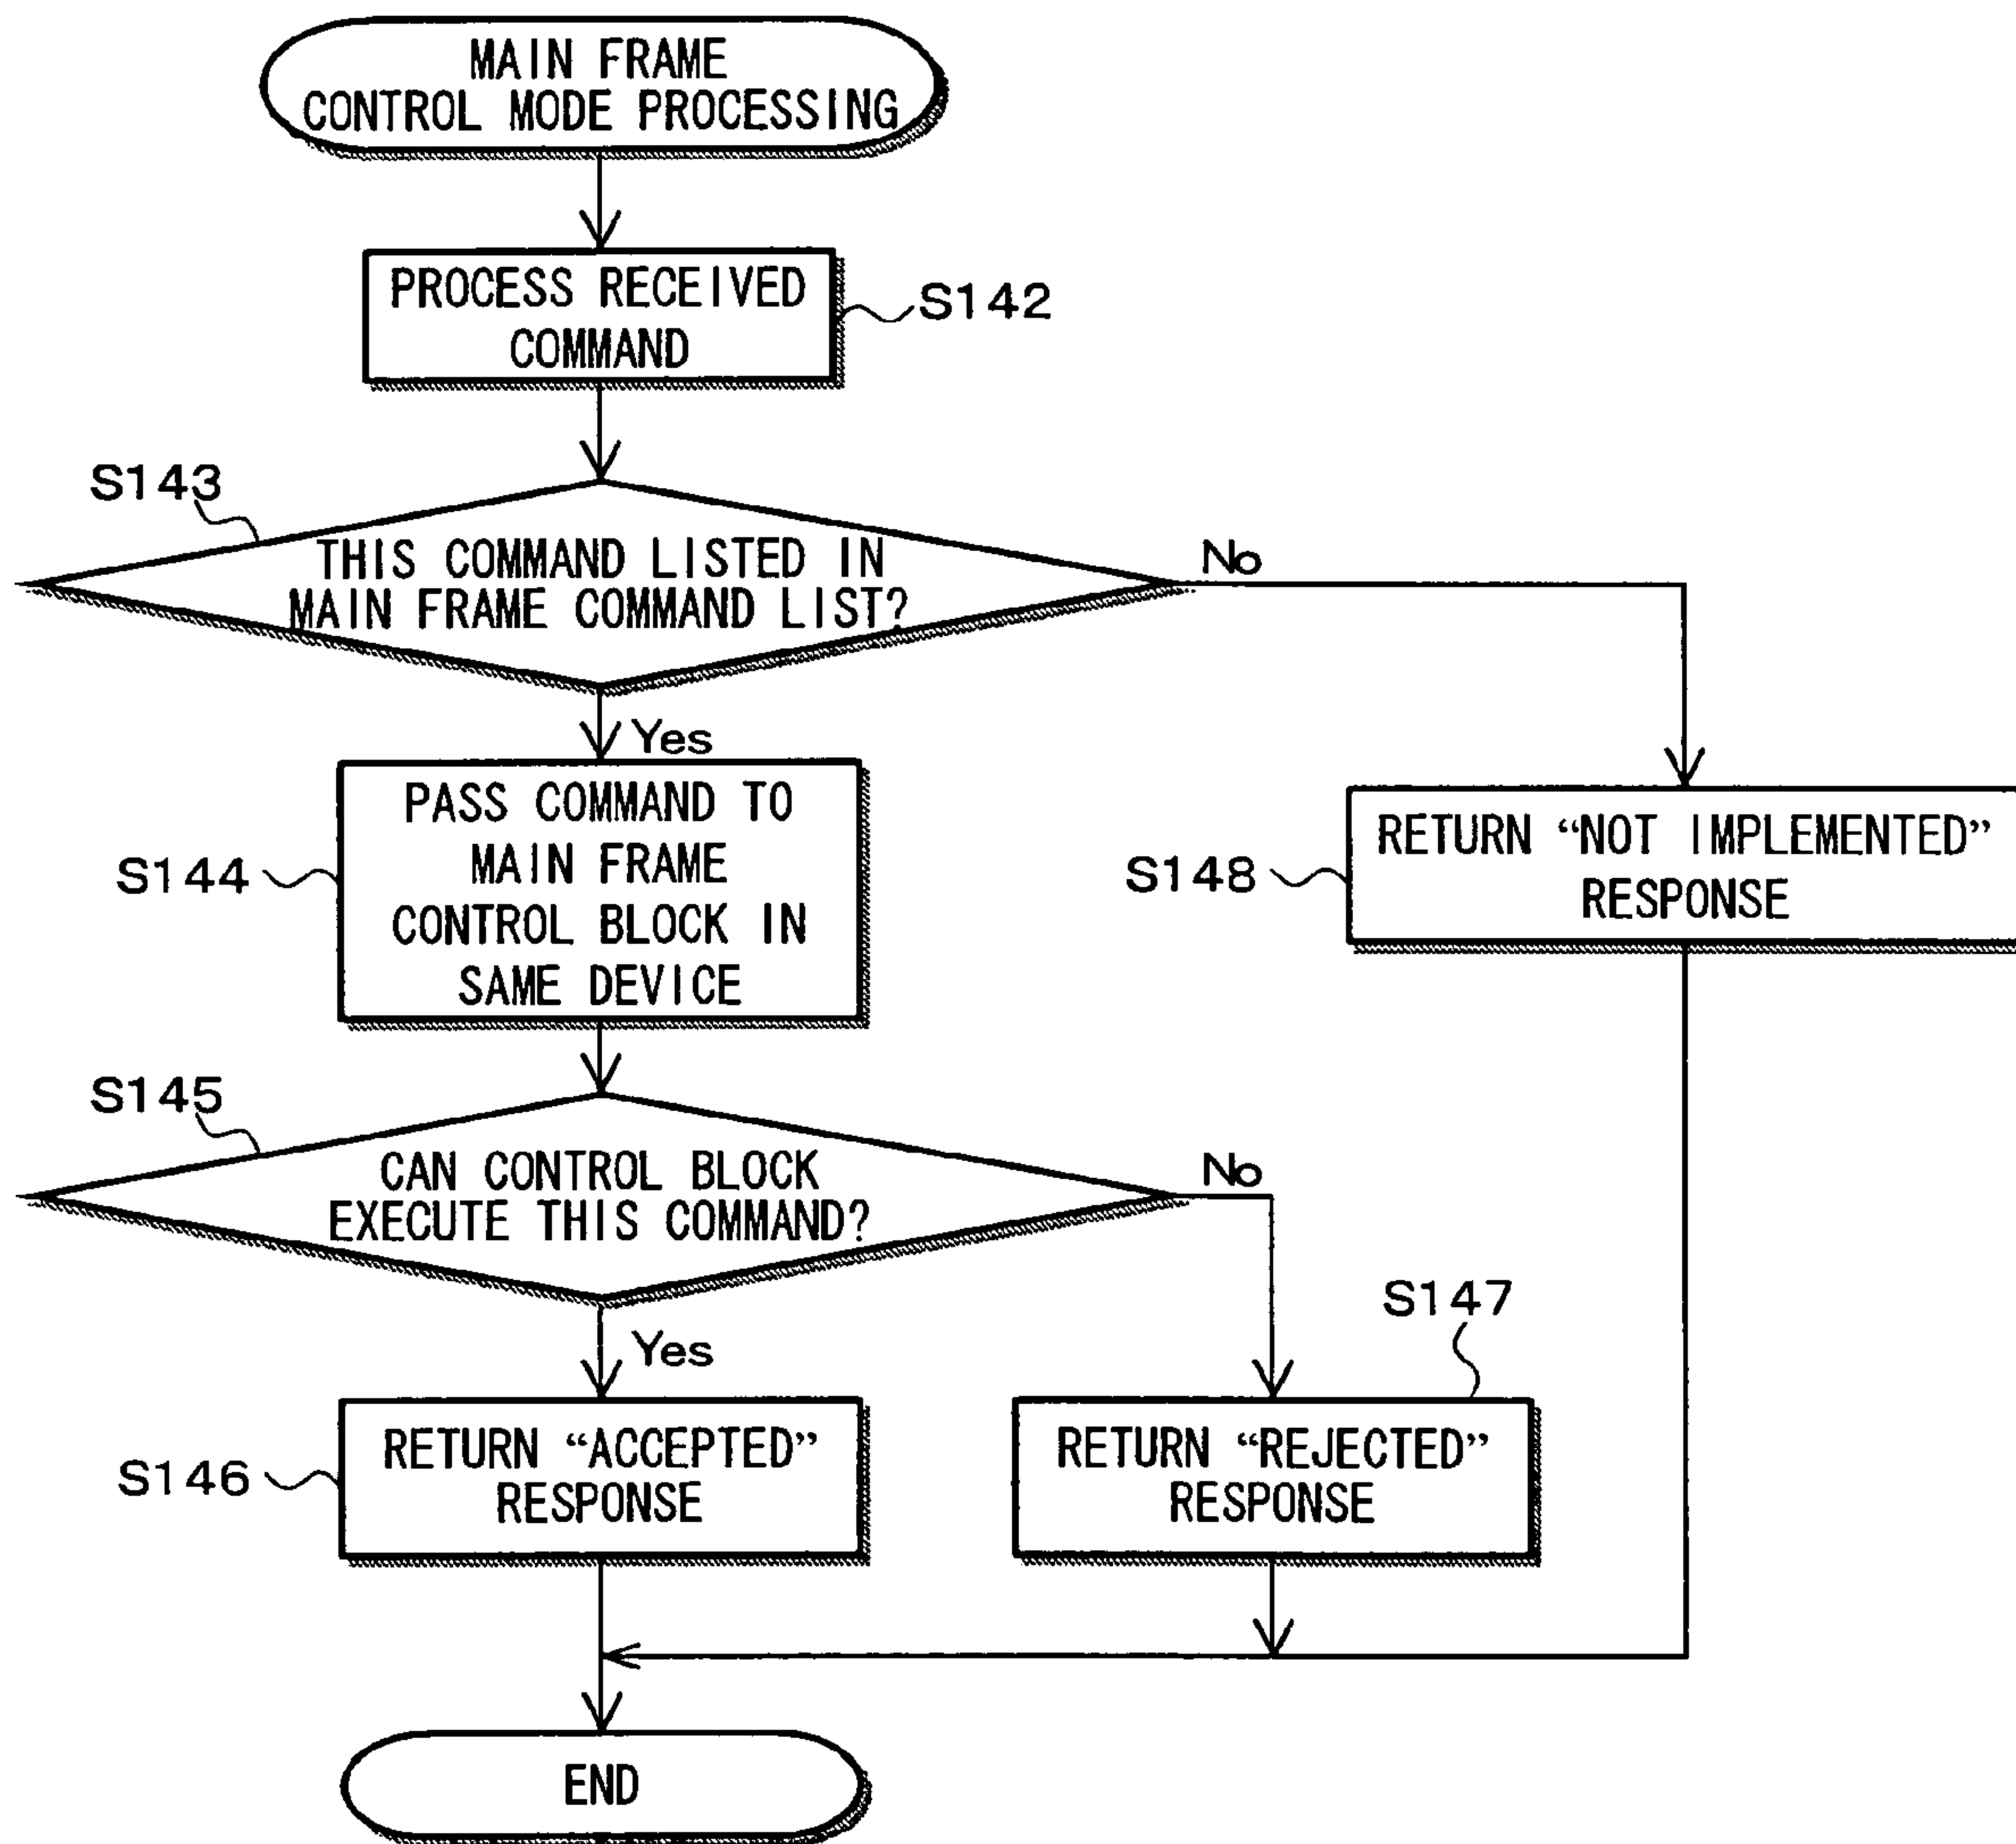 MAIN FRAME
CONTROL MODE PROCESSING
PROCESS RECEIVED
COMMAND
S142
S143
THIS COMMAND LISTED IN
MAIN FRAME COMMAND LIST?
No
Yes
PASS COMMAND TO
MAIN FRAME
CONTROL BLOCK IN
SAME DEVICE
S144
RETURN “NOT IMPLEMENTED”
RESPONSE
S148
S145
CAN CONTROL BLOCK
EXECUTE THIS COMMAND?
No
Yes
S147
RETURN “ACCEPTED”
RESPONSE
S146
RETURN “REJECTED”
RESPONSE
END